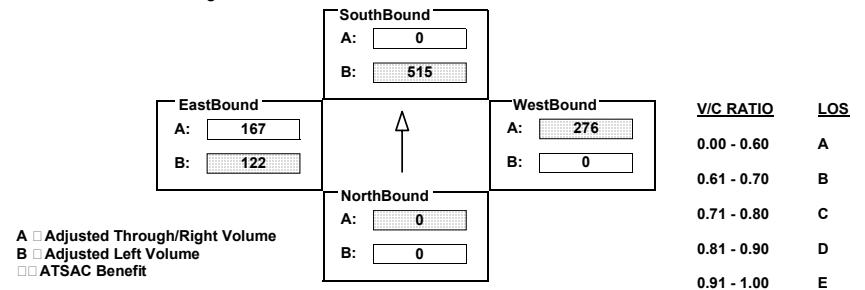 SouthBound
A: 0
B: 515
EastBound
A: 167
B: 122
WestBound
A: 276
B: 0
NorthBound
A: 0
B: 0
A □ Adjusted Through/Right Volume
B □ Adjusted Left Volume
□□ ATSAC Benefit
V/C RATIO LOS
0.00 - 0.60 A
0.61 - 0.70 B
0.71 - 0.80 C
0.81 - 0.90 D
0.91 - 1.00 E